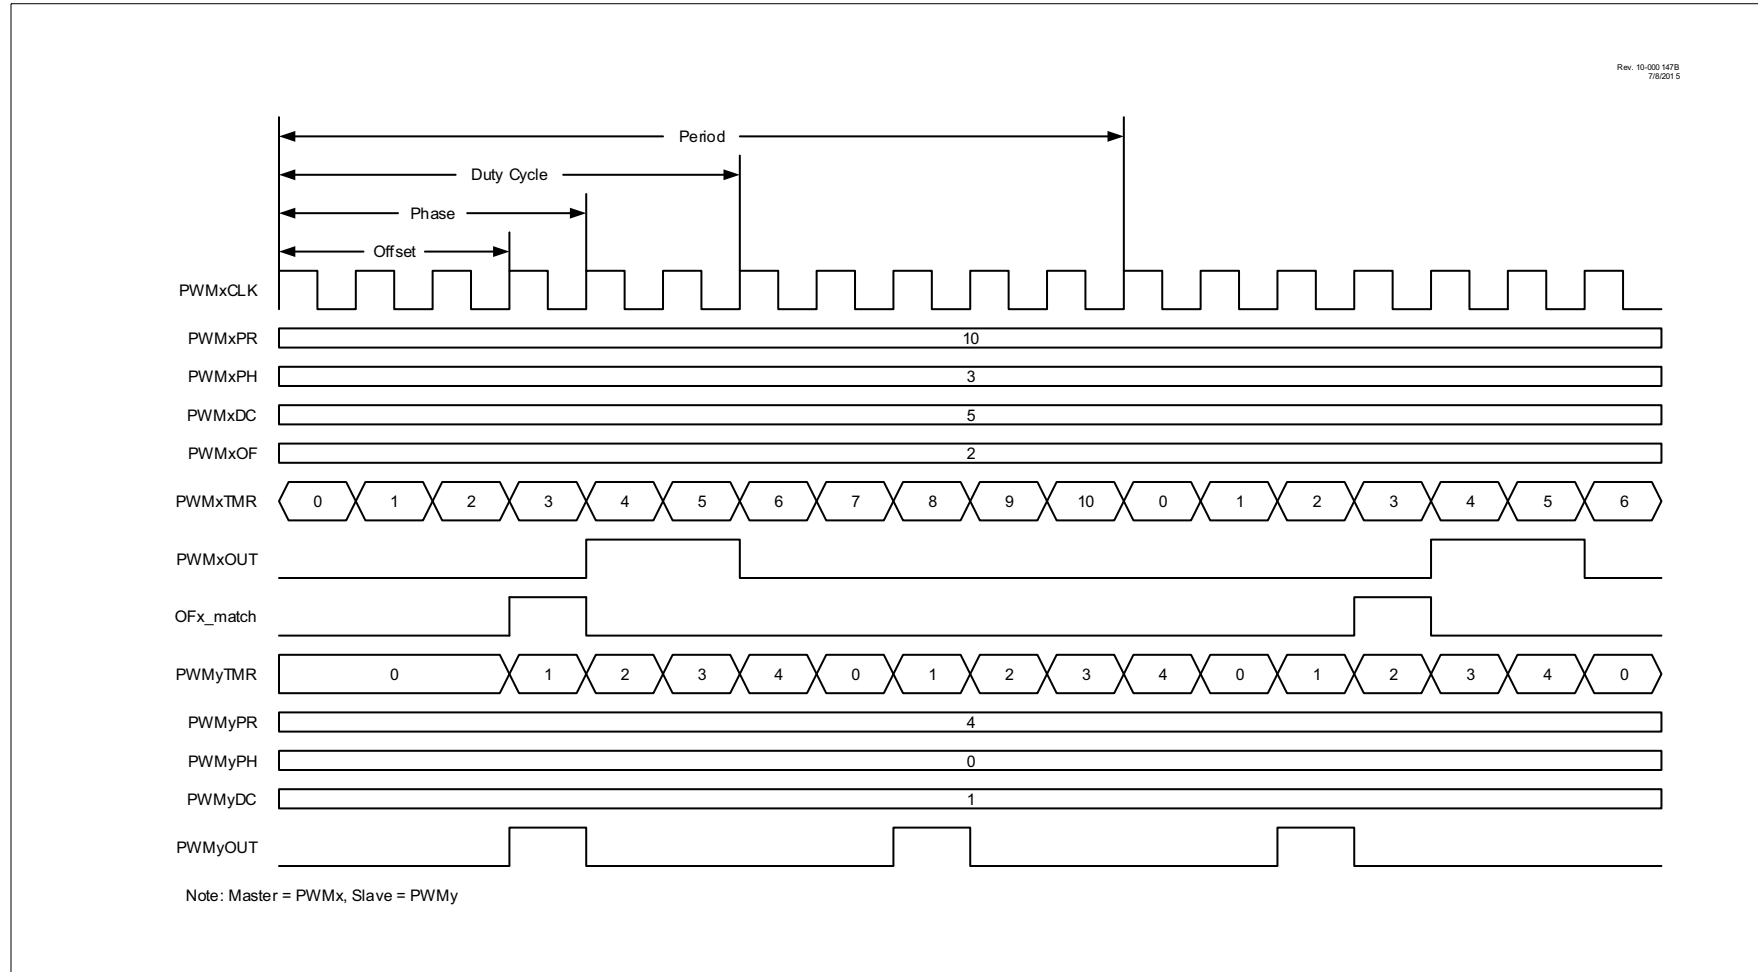 Rev. 10-000 147B
7/8/201 5
Period
Duty Cycle
Phase
Offset
PWMxCLK
PWMxPR 10
PWMxPH 3
PWMxDC 5
PWMxOF 2
PWMxTMR 0 1 2 3 4 5 6 7 8 9 10 0 1 2 3 4 5 6
PWMxOUT
OFx_match
PWMyTMR 0 1 2 3 4 0 1 2 3 4 0 1 2 3 4 0
PWMyPR 4
PWMyPH 0
PWMyDC 1
PWMyOUT
Note: Master = PWMx, Slave = PWMy